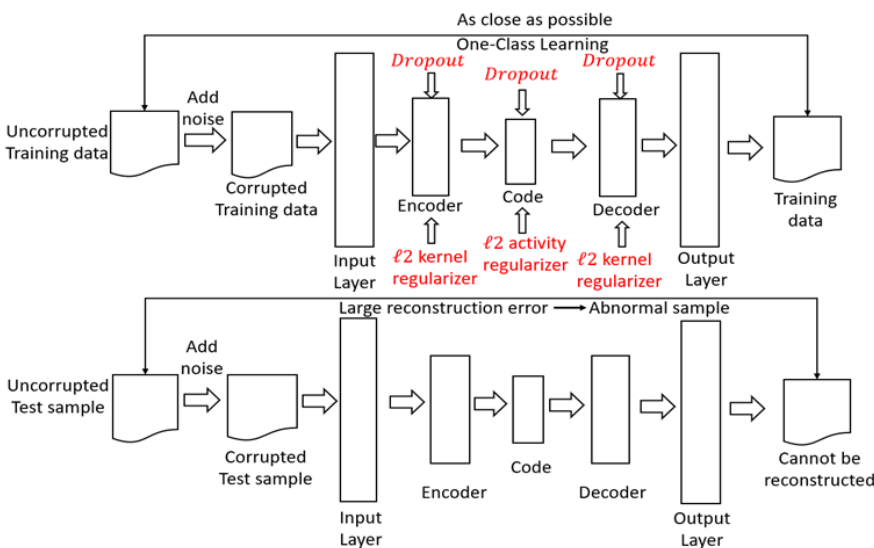 As close as possible
One-Class Learning
Dropout
Dropout
Dropout
Add
noise
Uncorrupted
Training data
Corrupted
Training data
Encoder
Code
Decoder
Training
data
ℓ2 kernel
regularizer
ℓ2 activity
regularizer
ℓ2 kernel
regularizer
Input
Layer
Output
Layer
Large reconstruction error
Abnormal sample
Add
noise
Uncorrupted
Test sample
Corrupted
Test sample
Encoder
Code
Decoder
Cannot be
reconstructed
Input
Layer
Output
Layer